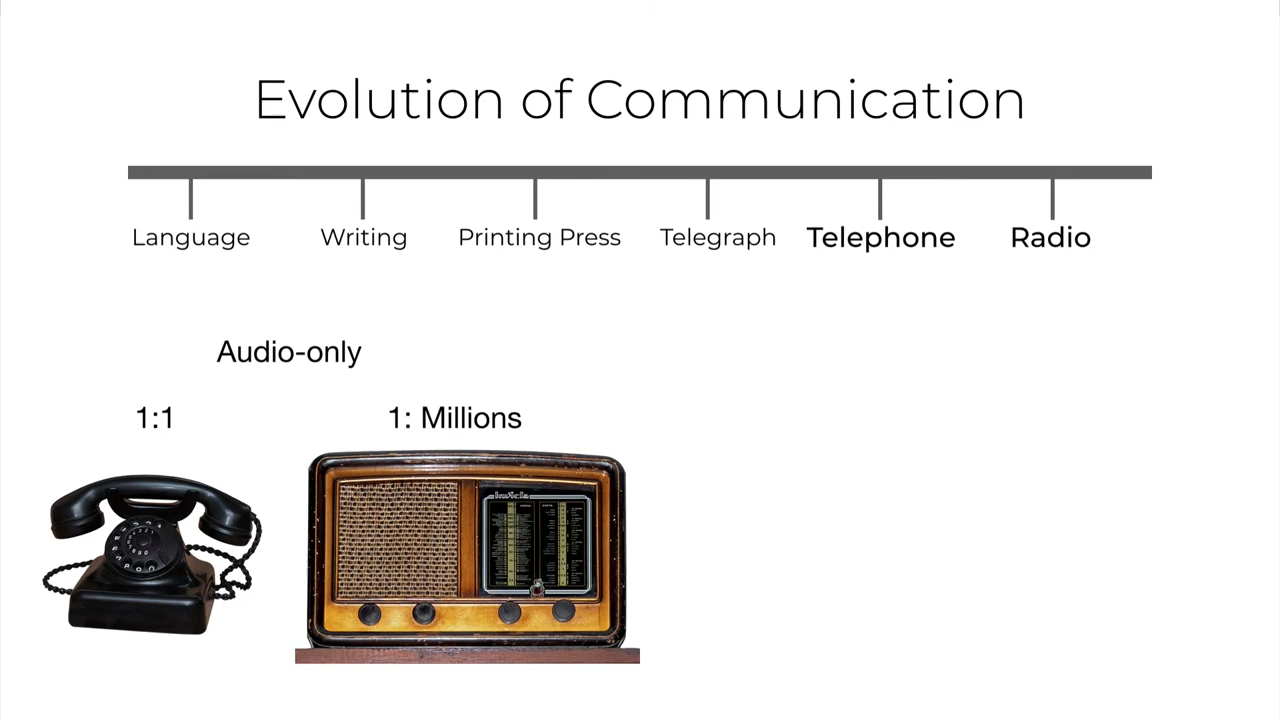 Evolution of Communication
Language
Writing
Printing Press
Telegraph
Telephone
Radio
Audio-only
1:1
1: Millions